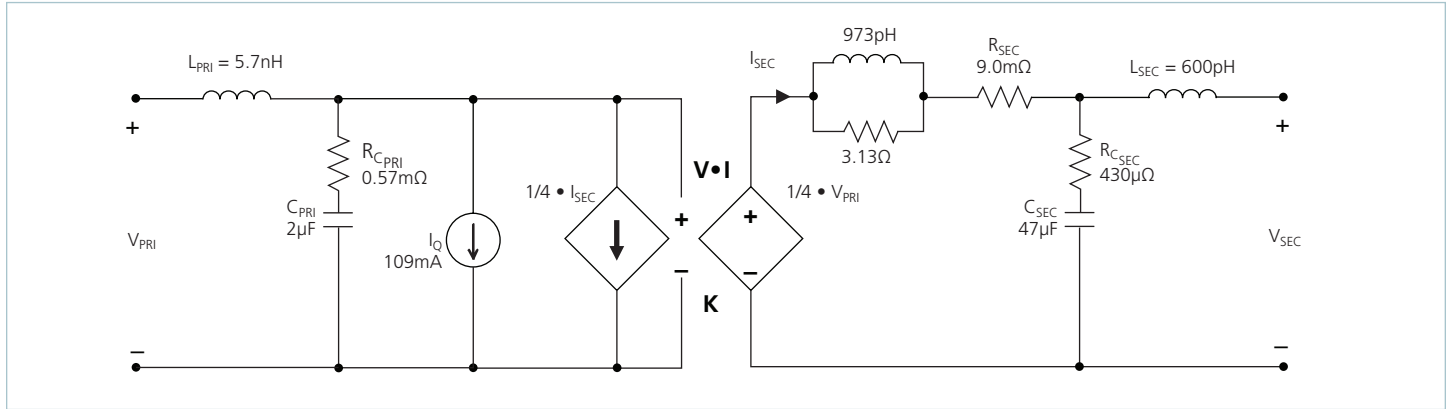 L_PRI = 5.7nH
+
R_C_PRI
0.57mΩ
C_PRI
2µF
V_PRI
I_Q
109mA
1/4 • I_SEC
V•I
+
–
K
+
–
1/4 • V_PRI
I_SEC
973pH
3.13Ω
R_SEC
9.0mΩ
L_SEC = 600pH
R_C_SEC
430µΩ
C_SEC
47µF
V_SEC
+
–
–